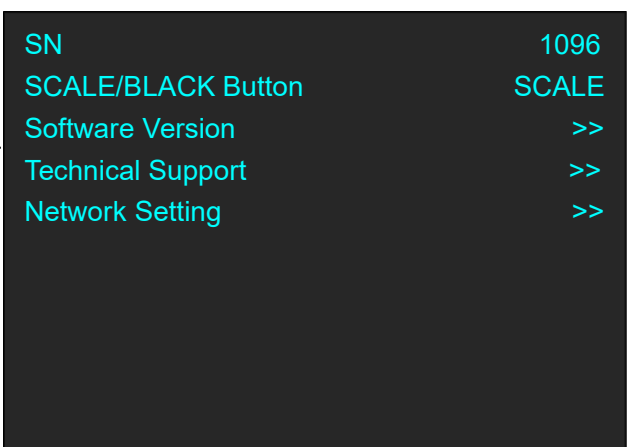 SN 1096
SCALE/BLACK Button SCALE
Software Version >>
Technical Support >>
Network Setting >>